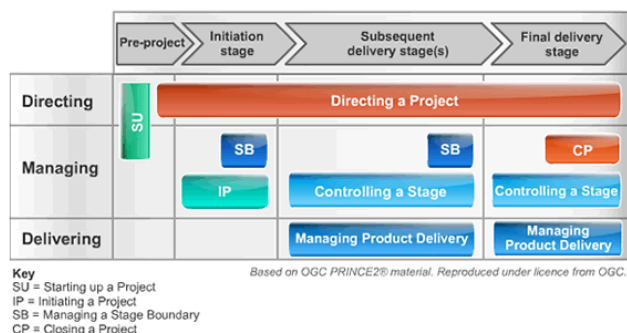 Pre-project
Initiation
stage
Subsequent
delivery stage(s)
Final delivery
stage
Directing
SU
Directing a Project
Managing
SB
SB
CP
IP
Controlling a Stage
Controlling a Stage
Delivering
Managing Product Delivery
Managing
Product Delivery
Key
Based on OGC PRINCE2® material. Reproduced under licence from OGC.
SU = Starting up a Project
IP = Initiating a Project
SB = Managing a Stage Boundary
CP = Closing a Project